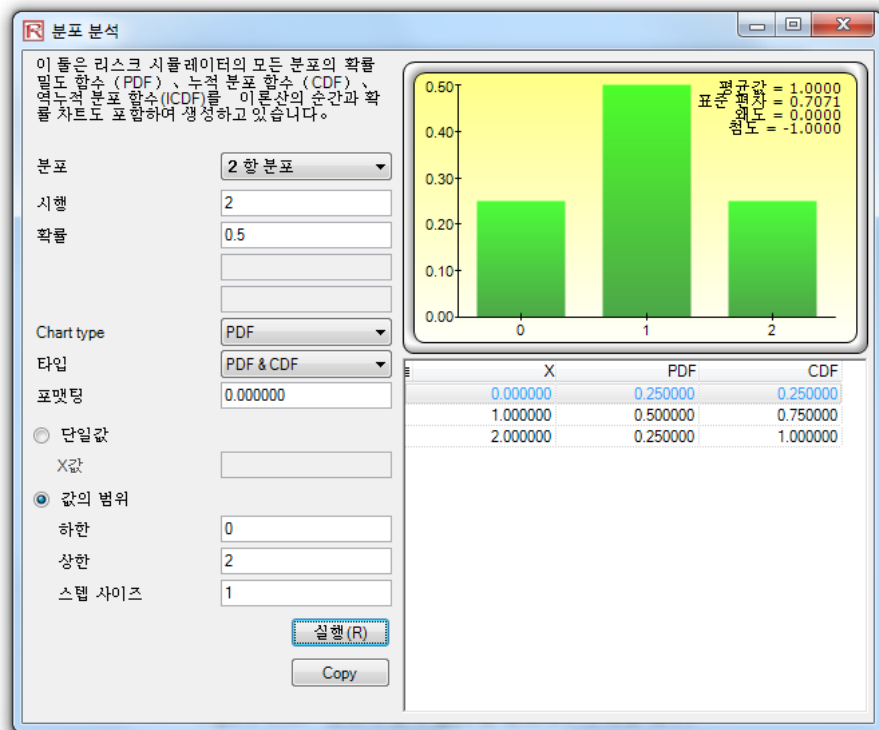 분포 분석
이 툴은 리스크 시뮬레이터의 모든 분포의 확률
밀도 함수 (PDF) 、누적 분포 함수 (CDF) 、
역누적 분포 함수(ICDF)를 이론산의 순간과 확
률 차트도 포함하여 생성하고 있습니다。
분포 2 항 분포
시행 2
확률 0.5
Chart type PDF
타입 PDF & CDF
포맷팅 0.000000
단일값
X값
값의 범위
하한 0
상한 2
스텝 사이즈 1
실행(R)
Copy
평균값 = 1.0000
표준 편차 = 0.7071
왜도 = 0.0000
첨도 = -1.0000
0.50
0.40
0.30
0.20
0.10
0.00
0 1 2
X PDF CDF
0.000000 0.250000 0.250000
1.000000 0.500000 0.750000
2.000000 0.250000 1.000000